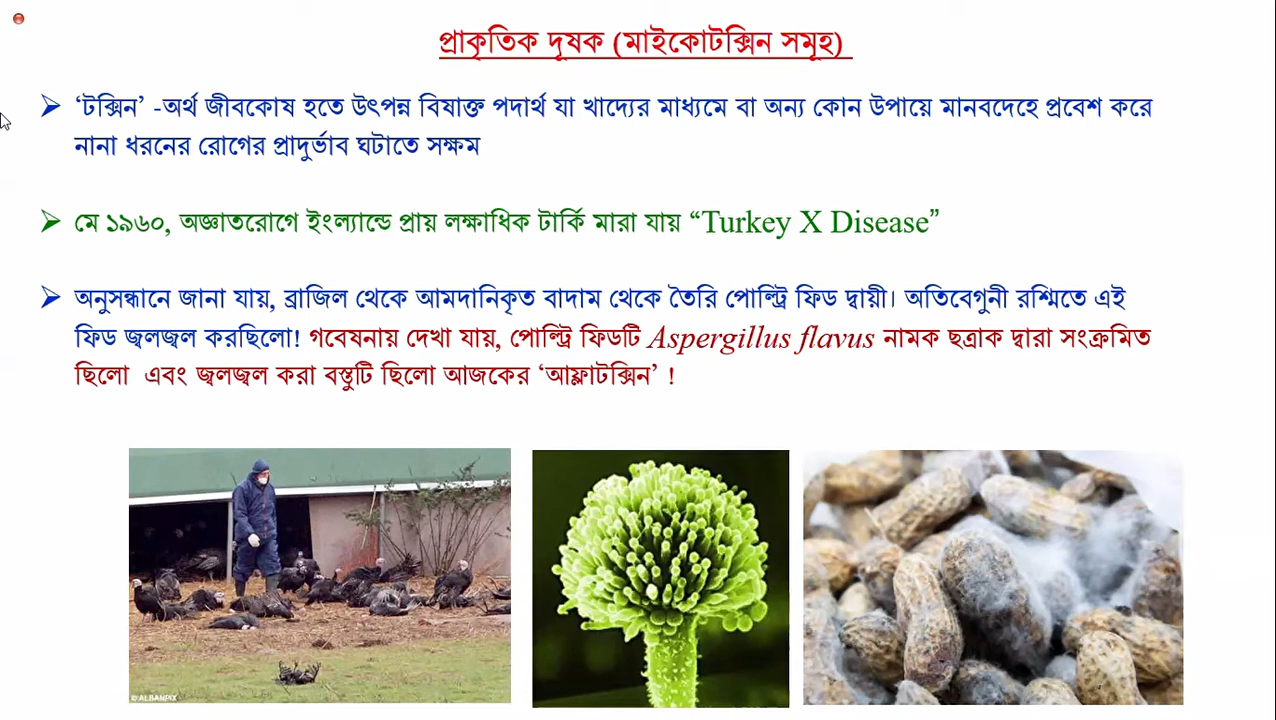 প্রাকৃতিক দূষক (মাইকোটক্সিন সমূহ)
➢ ‘টক্সিন’ -অর্থ জীবকোষ হতে উৎপন্ন বিষাক্ত পদার্থ যা খাদ্যের মাধ্যমে বা অন্য কোন উপায়ে মানবদেহে প্রবেশ করে
নানা ধরনের রোগের প্রাদুর্ভাব ঘটাতে সক্ষম
➢ মে ১৯৬০, অজ্ঞাতরোগে ইংল্যান্ডে প্রায় লক্ষাধিক টার্কি মারা যায় “Turkey X Disease”
➢ অনুসন্ধানে জানা যায়, ব্রাজিল থেকে আমদানিকৃত বাদাম থেকে তৈরি পোল্ট্রি ফিড দ্বায়ী। অতিবেগুনী রশ্মিতে এই
ফিড জ্বলজ্বল করছিলো! গবেষনায় দেখা যায়, পোল্ট্রি ফিডটি Aspergillus flavus নামক ছত্রাক দ্বারা সংক্রমিত
ছিলো এবং জ্বলজ্বল করা বস্তুটি ছিলো আজকের ‘আফ্লাটক্সিন’ !
© ALBANPIX